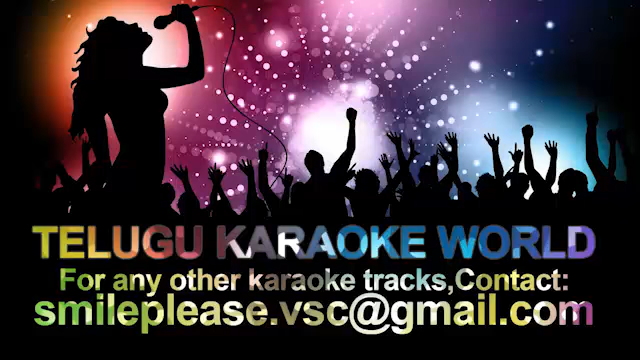 TELUGU KARAOKE WORLD
For any other karaoke tracks,Contact:
smileplease.vsc@gmail.com